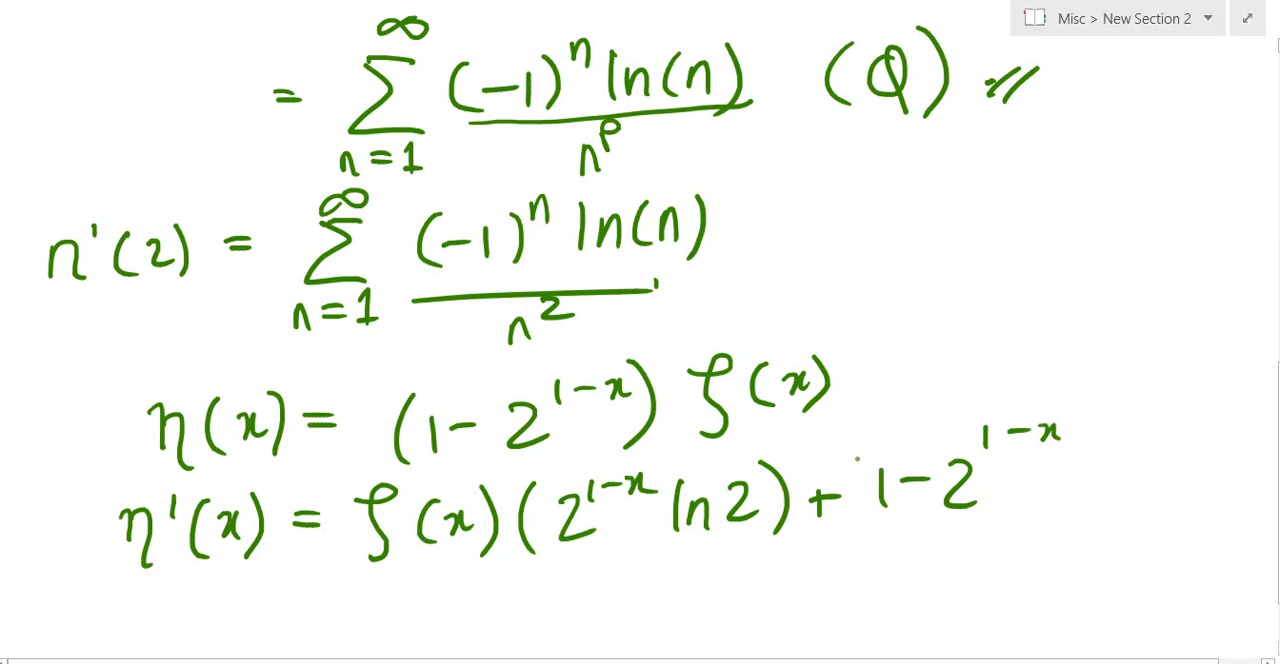 Misc > New Section 2
= ∑_{n=1}^{∞} (-1)^n ln(n) / n^p (Q)
n'(2) = ∑_{n=1}^{∞} (-1)^n ln(n) / n^2
η(x) = (1 - 2^{1-x}) ζ(x)
η'(x) = ζ(x)(2^{1-x} ln 2) + 1 - 2^{1-x}